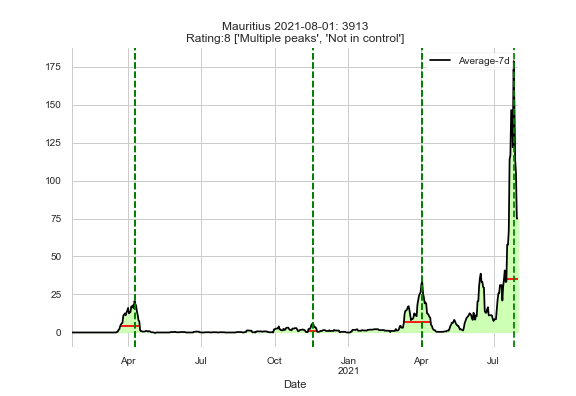 Mauritius 2021-08-01: 3913
Rating:8 ['Multiple peaks', 'Not in control']
Average-7d
175
150
125
100
75
50
25
0
Apr Jul Oct Jan Apr Jul
2021
Date